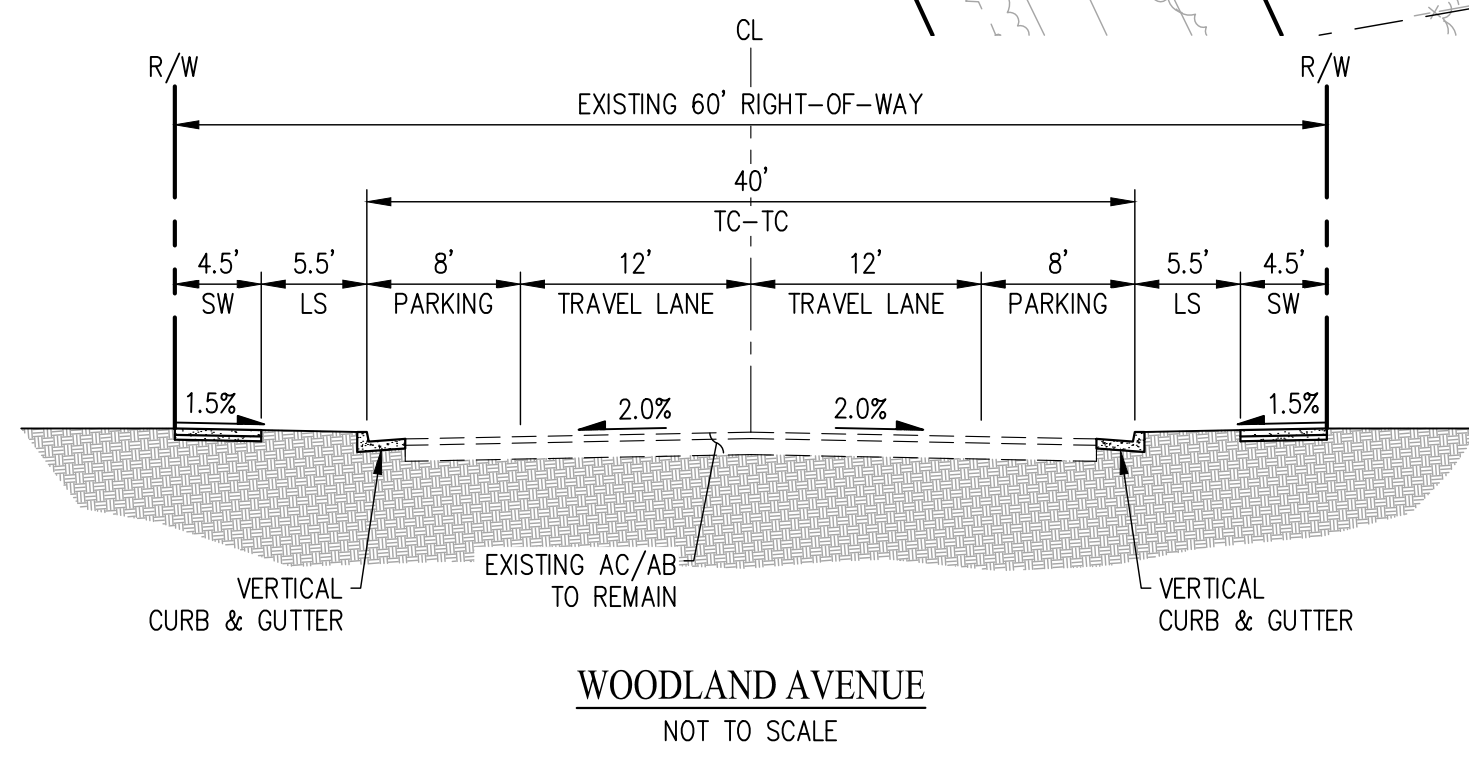 CL
R/W R/W
EXISTING 60' RIGHT-OF-WAY
40'
TC-TC
4.5' 5.5' 8' 12' 12' 8' 5.5' 4.5'
SW LS PARKING TRAVEL LANE TRAVEL LANE PARKING LS SW
1.5% 2.0% 2.0% 1.5%
EXISTING AC/AB
TO REMAIN
VERTICAL
CURB & GUTTER
VERTICAL
CURB & GUTTER
WOODLAND AVENUE
NOT TO SCALE